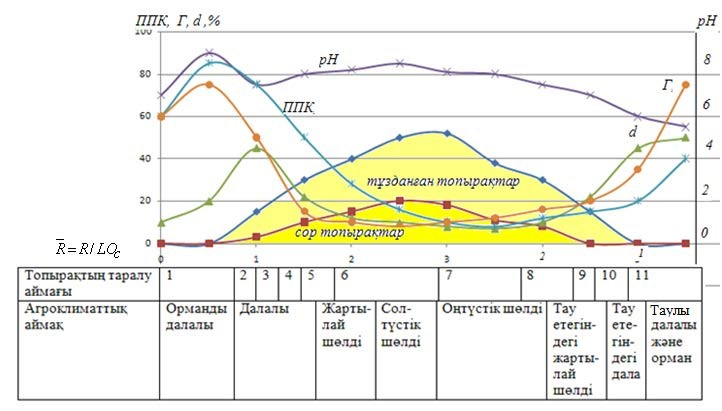 ППК, Г, d ,%
pH
100
80
60
40
20
0
8
6
4
2
0
pH
ППК
Г
d
тұзданған топырақтар
сор топырақтар
R = R / LO_C
0 1 2 3 2 1
Топырақтың таралу аймағы
1 2 3 4 5 6 7 8 9 10 11
Агроклиматтық аймақ
Орманды далалы
Далалы
Жарты-
лай
шөлді
Сол-
түстік
шөлді
Оңтүстік шөлді
Тау
етегін-
дегі
жарты-
лай
шөлді
Тау
ете-
гін-
дегі
дала
Таулы
далалы
және
орман